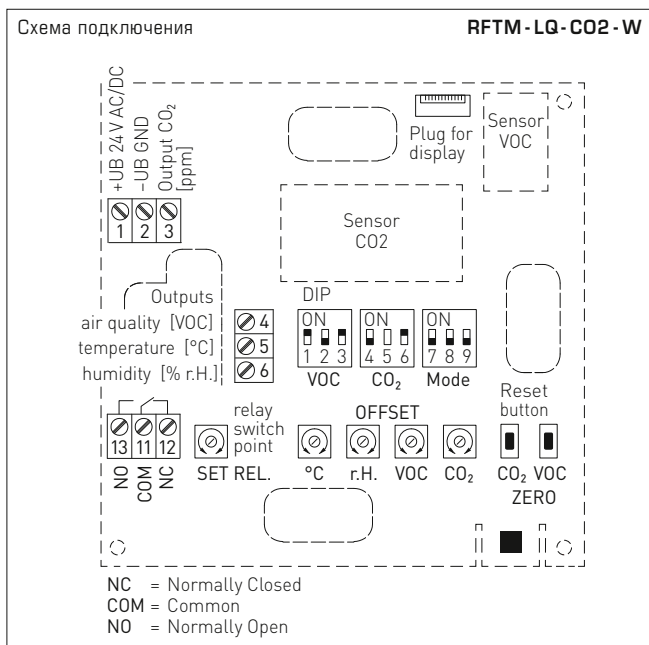 Схема подключения
RFTM-LQ-CO2-W
+UB 24 V AC/DC
–UB GND
Output CO₂
[ppm]
Plug for
display
Sensor
VOC
Sensor
CO2
1 2 3
Outputs
air quality [VOC]
temperature [°C]
humidity [% r.H.]
4
5
6
DIP
ON ON ON
1 2 3 4 5 6 7 8 9
VOC CO₂ Mode
13 11 12
NO
COM
NC
relay
switch
point
SET REL.
OFFSET
°C r.H. VOC CO₂
Reset
button
CO₂ VOC
ZERO
NC = Normally Closed
COM = Common
NO = Normally Open